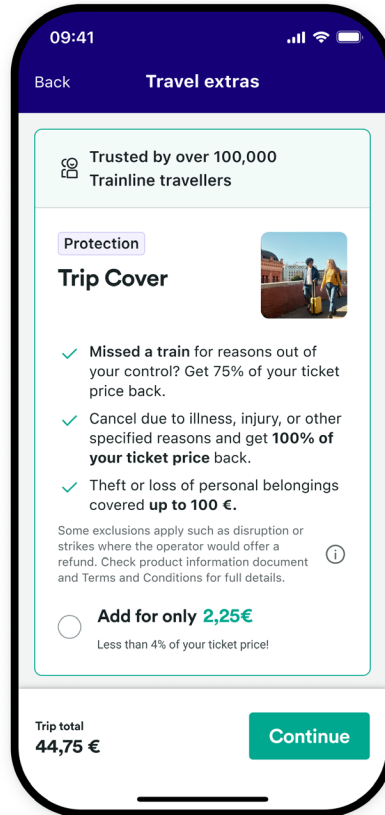 09:41
Back
Travel extras
Trusted by over 100,000
Trainline travellers
Protection
Trip Cover
Missed a train for reasons out of
your control? Get 75% of your ticket
price back.
Cancel due to illness, injury, or other
specified reasons and get 100% of
your ticket price back.
Theft or loss of personal belongings
covered up to 100 €.
Some exclusions apply such as disruption or
strikes where the operator would offer a
refund. Check product information document
and Terms and Conditions for full details.
Add for only 2,25€
Less than 4% of your ticket price!
Trip total
44,75 €
Continue